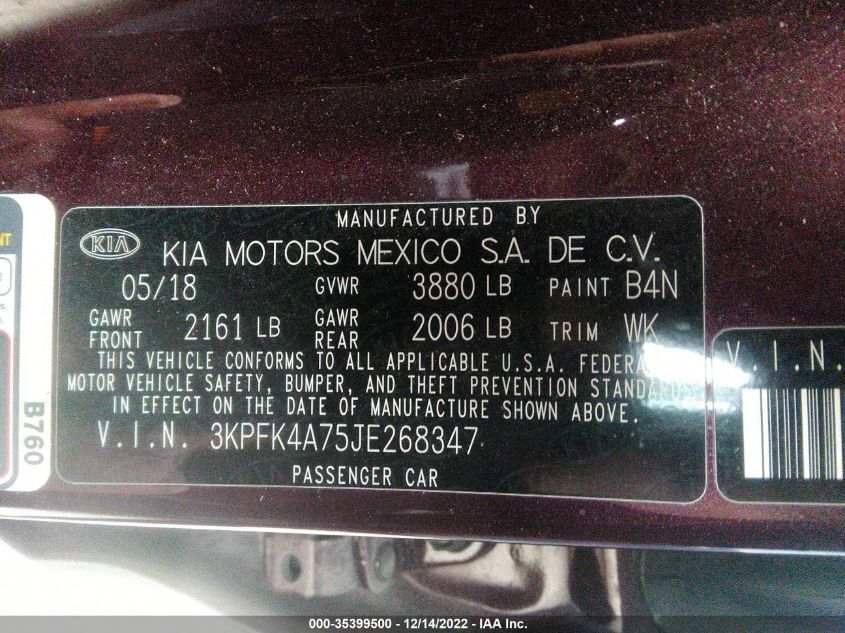 MANUFACTURED BY
KIA KIA MOTORS MEXICO S.A. DE C.V.
05/18 GVWR 3880 LB PAINT B4N
GAWR FRONT 2161 LB GAWR REAR 2006 LB TRIM WK
THIS VEHICLE CONFORMS TO ALL APPLICABLE U.S.A. FEDERAL
MOTOR VEHICLE SAFETY, BUMPER, AND THEFT PREVENTION STANDARDS
IN EFFECT ON THE DATE OF MANUFACTURE SHOWN ABOVE.
V.I.N. 3KPFK4A75JE268347
PASSENGER CAR
V.I.N.
B760
000-35399500 - 12/14/2022 - IAA Inc.